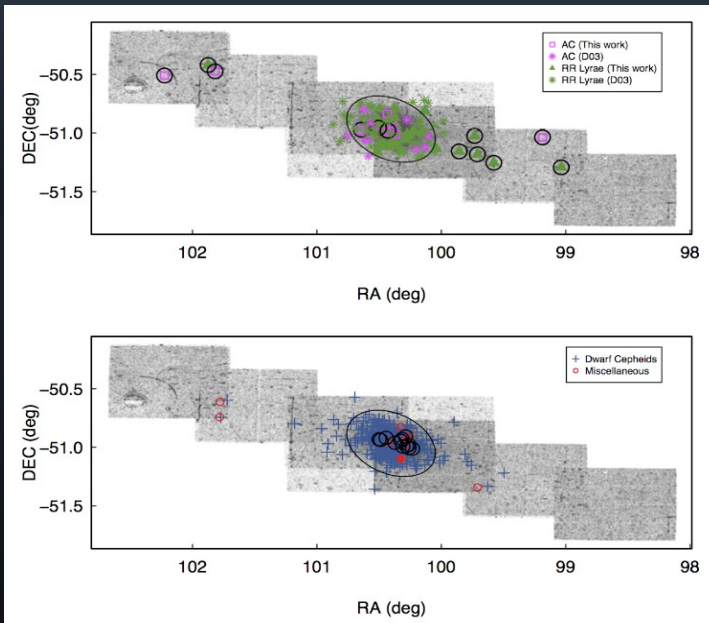 AC (This work)
AC (D03)
RR Lyrae (This work)
RR Lyrae (D03)
DEC(deg)
−50.5
−51.0
−51.5
102
101
100
99
98
RA (deg)
Dwarf Cepheids
Miscellaneous
DEC (deg)
−50.5
−51.0
−51.5
102
101
100
99
98
RA (deg)